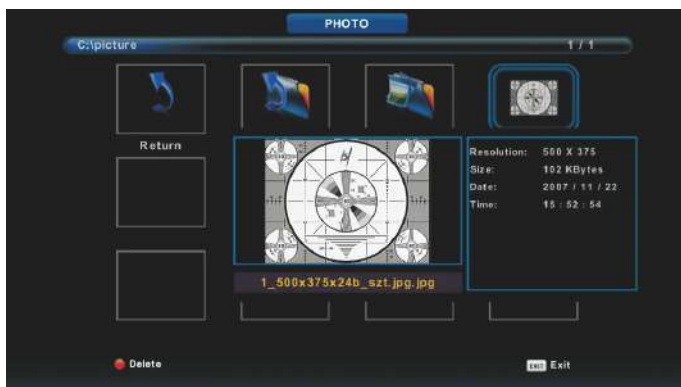 PHOTO
C:\picture
1 / 1
Return
Resolution: 500 X 375
Size: 102 KBytes
Date: 2007 / 11 / 22
Time: 15 : 52 : 54
1_500x375x24b_szt.jpg.jpg
Delete
EXIT Exit